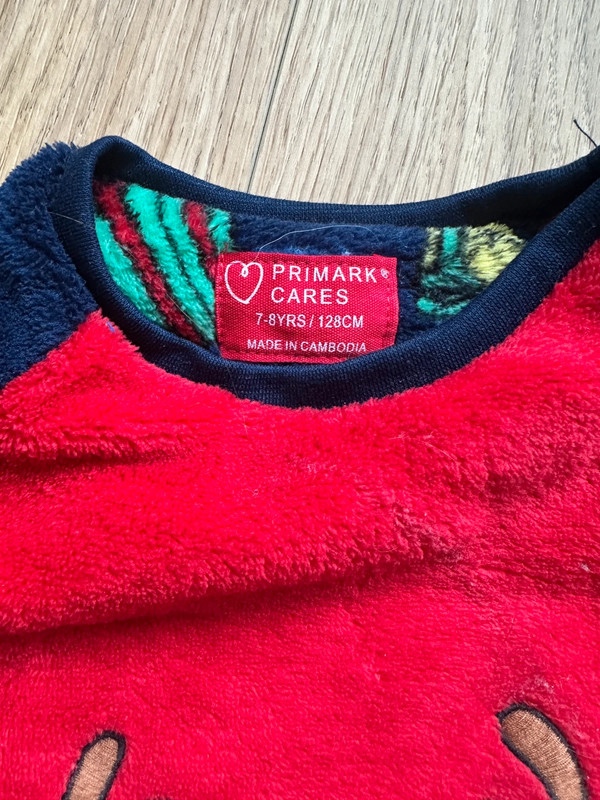 PRIMARK®
CARES
7-8YRS / 128CM
MADE IN CAMBODIA